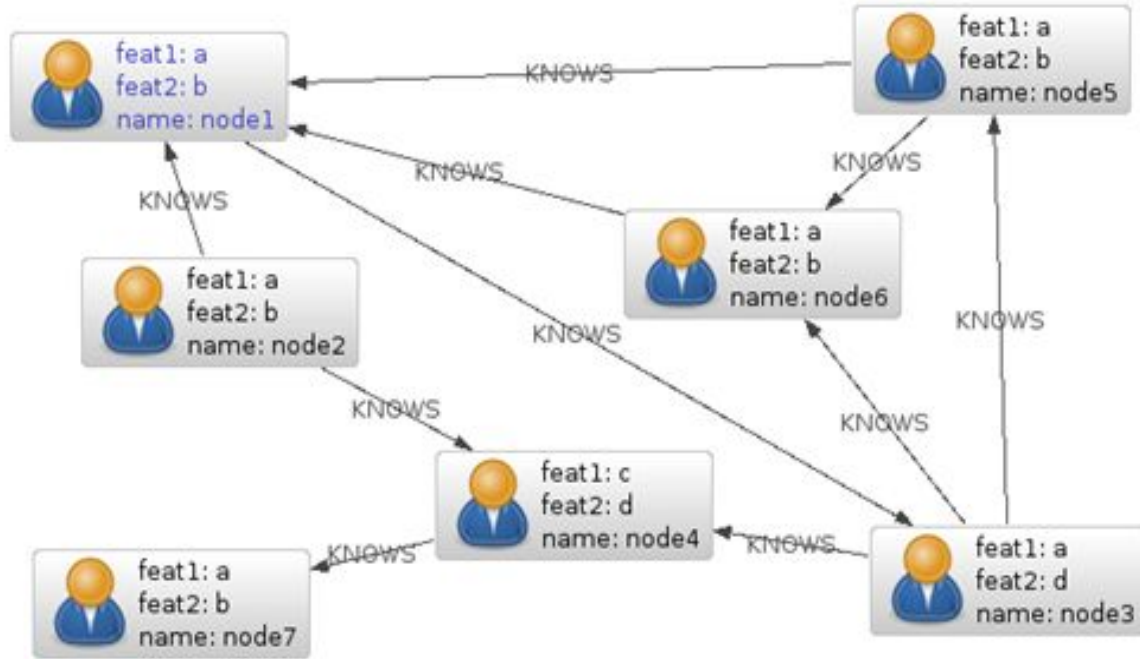 feat1: a
feat2: b
name: node1
KNOWS
feat1: a
feat2: b
name: node5
KNOWS
KNOWS
KNOWS
feat1: a
feat2: b
name: node6
feat1: a
feat2: b
name: node2
KNOWS
KNOWS
KNOWS
KNOWS
feat1: c
feat2: d
name: node4
KNOWS
KNOWS
feat1: a
feat2: d
name: node3
feat1: a
feat2: b
name: node7